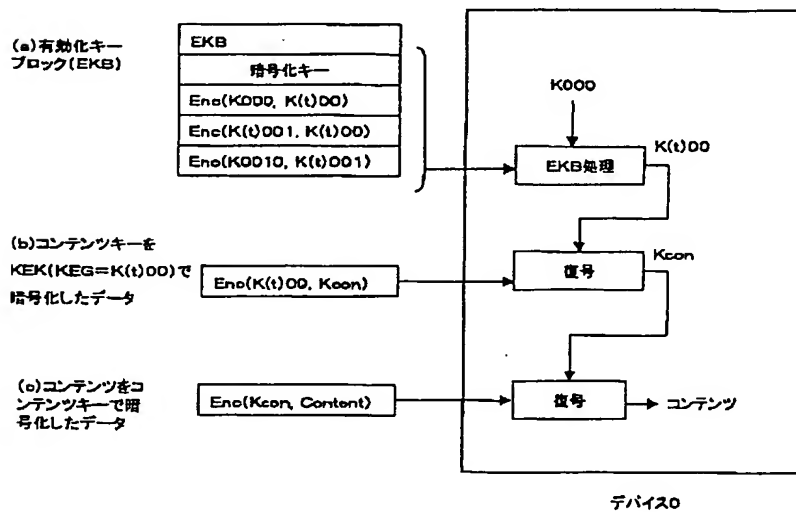 (a)有効化キー
ブロック(EKB)
EKB
暗号化キー
Enc(K000, K(t)00)
Enc(K(t)001, K(t)00)
Enc(K0010, K(t)001)
K000
EKB処理
K(t)00
(b)コンテンツキーを
KEK(KEG=K(t)00)で
暗号化したデータ
Enc(K(t)00, Kcon)
復号
Kcon
(c)コンテンツをコ
ンテンツキーで暗
号化したデータ
Enc(Kcon, Content)
復号
コンテンツ
デバイス0